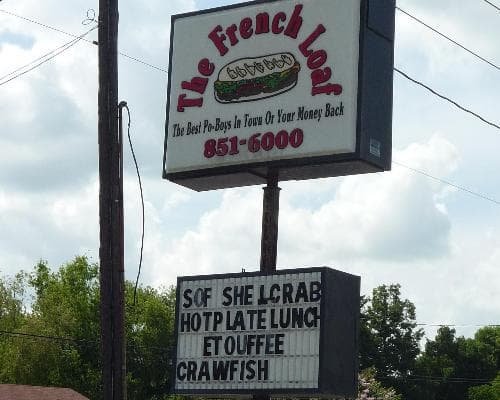 The French Loaf
The Best Po-Boys In Town Or Your Money Back
851-6000
SOF SHELCRAB
HOTPLATE LUNCH
ETOUFFEE
CRAWFISH